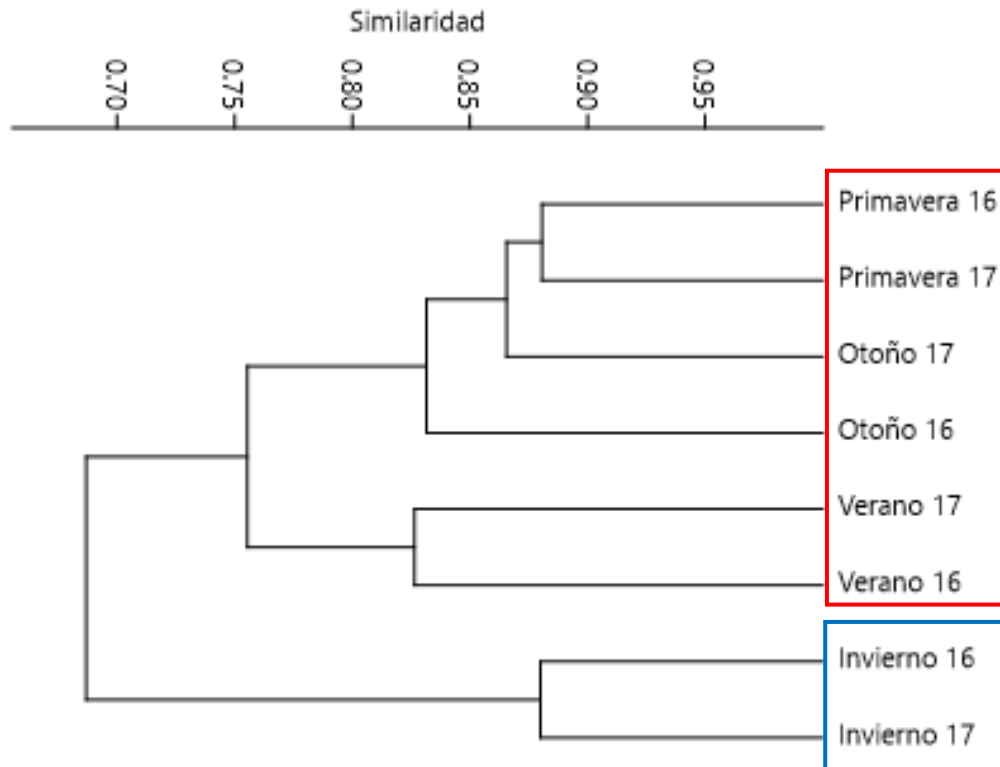 Similaridad
0.70
0.75
0.80
0.85
0.90
0.95
Primavera 16
Primavera 17
Otoño 17
Otoño 16
Verano 17
Verano 16
Invierno 16
Invierno 17